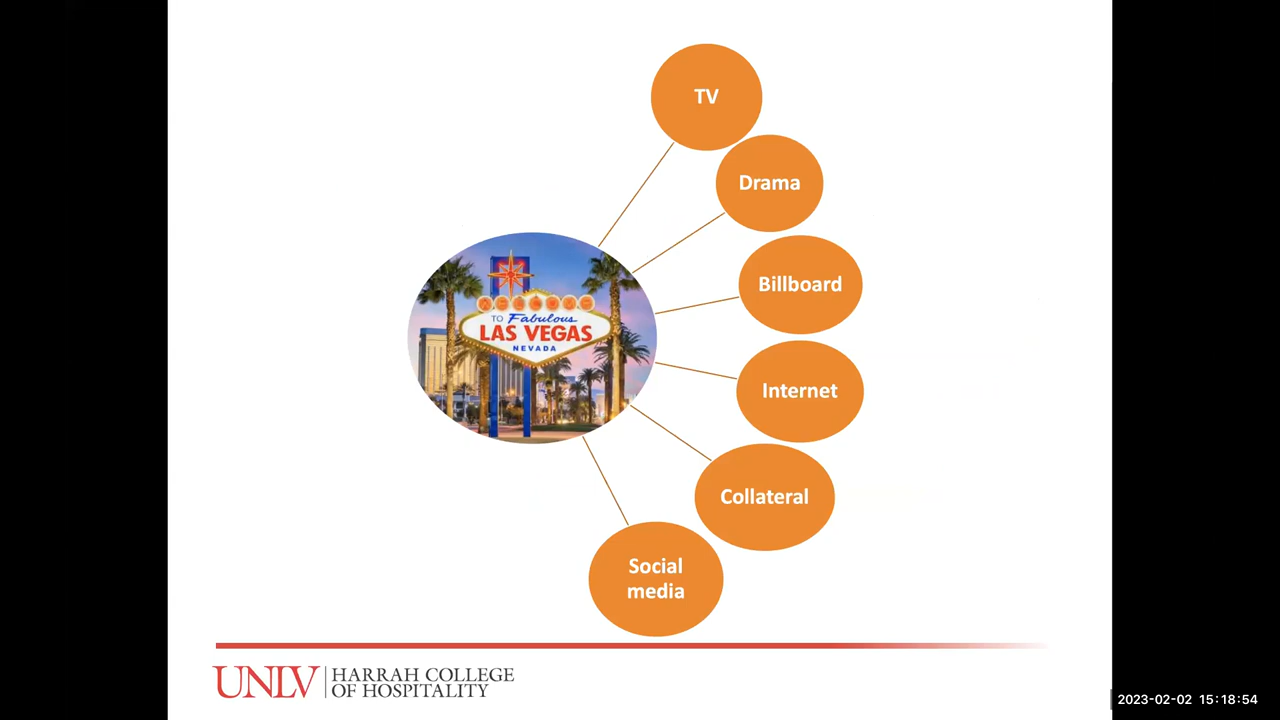 TV
Drama
Billboard
WELCOME
TO Fabulous
LAS VEGAS
NEVADA
Internet
Collateral
Social
media
UNLV
HARRAH COLLEGE
OF HOSPITALITY
2023-02-02 15:18:54